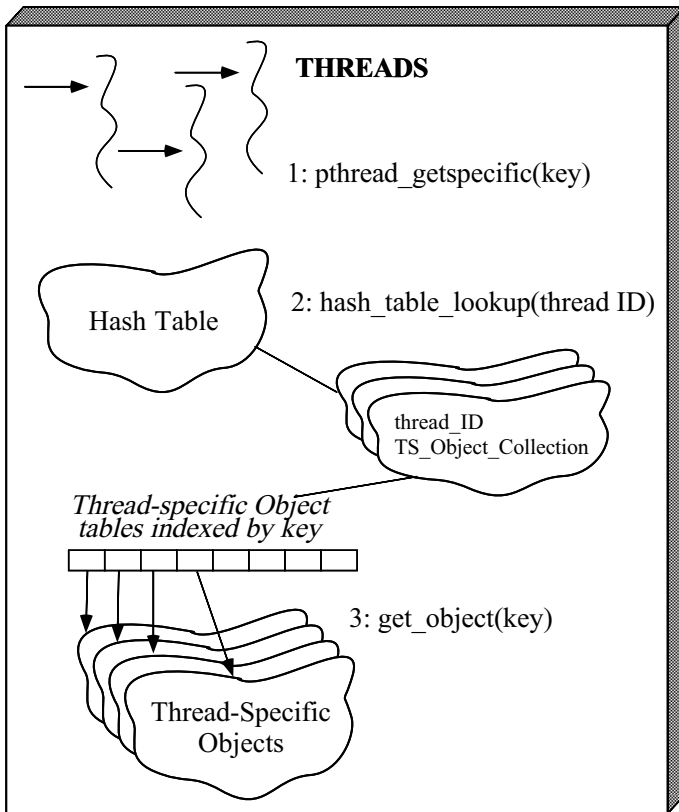 THREADS
1: pthread_getspecific(key)
2: hash_table_lookup(thread ID)
Hash Table
thread_ID
TS_Object_Collection
Thread-specific Object
tables indexed by key
3: get_object(key)
Thread-Specific
Objects